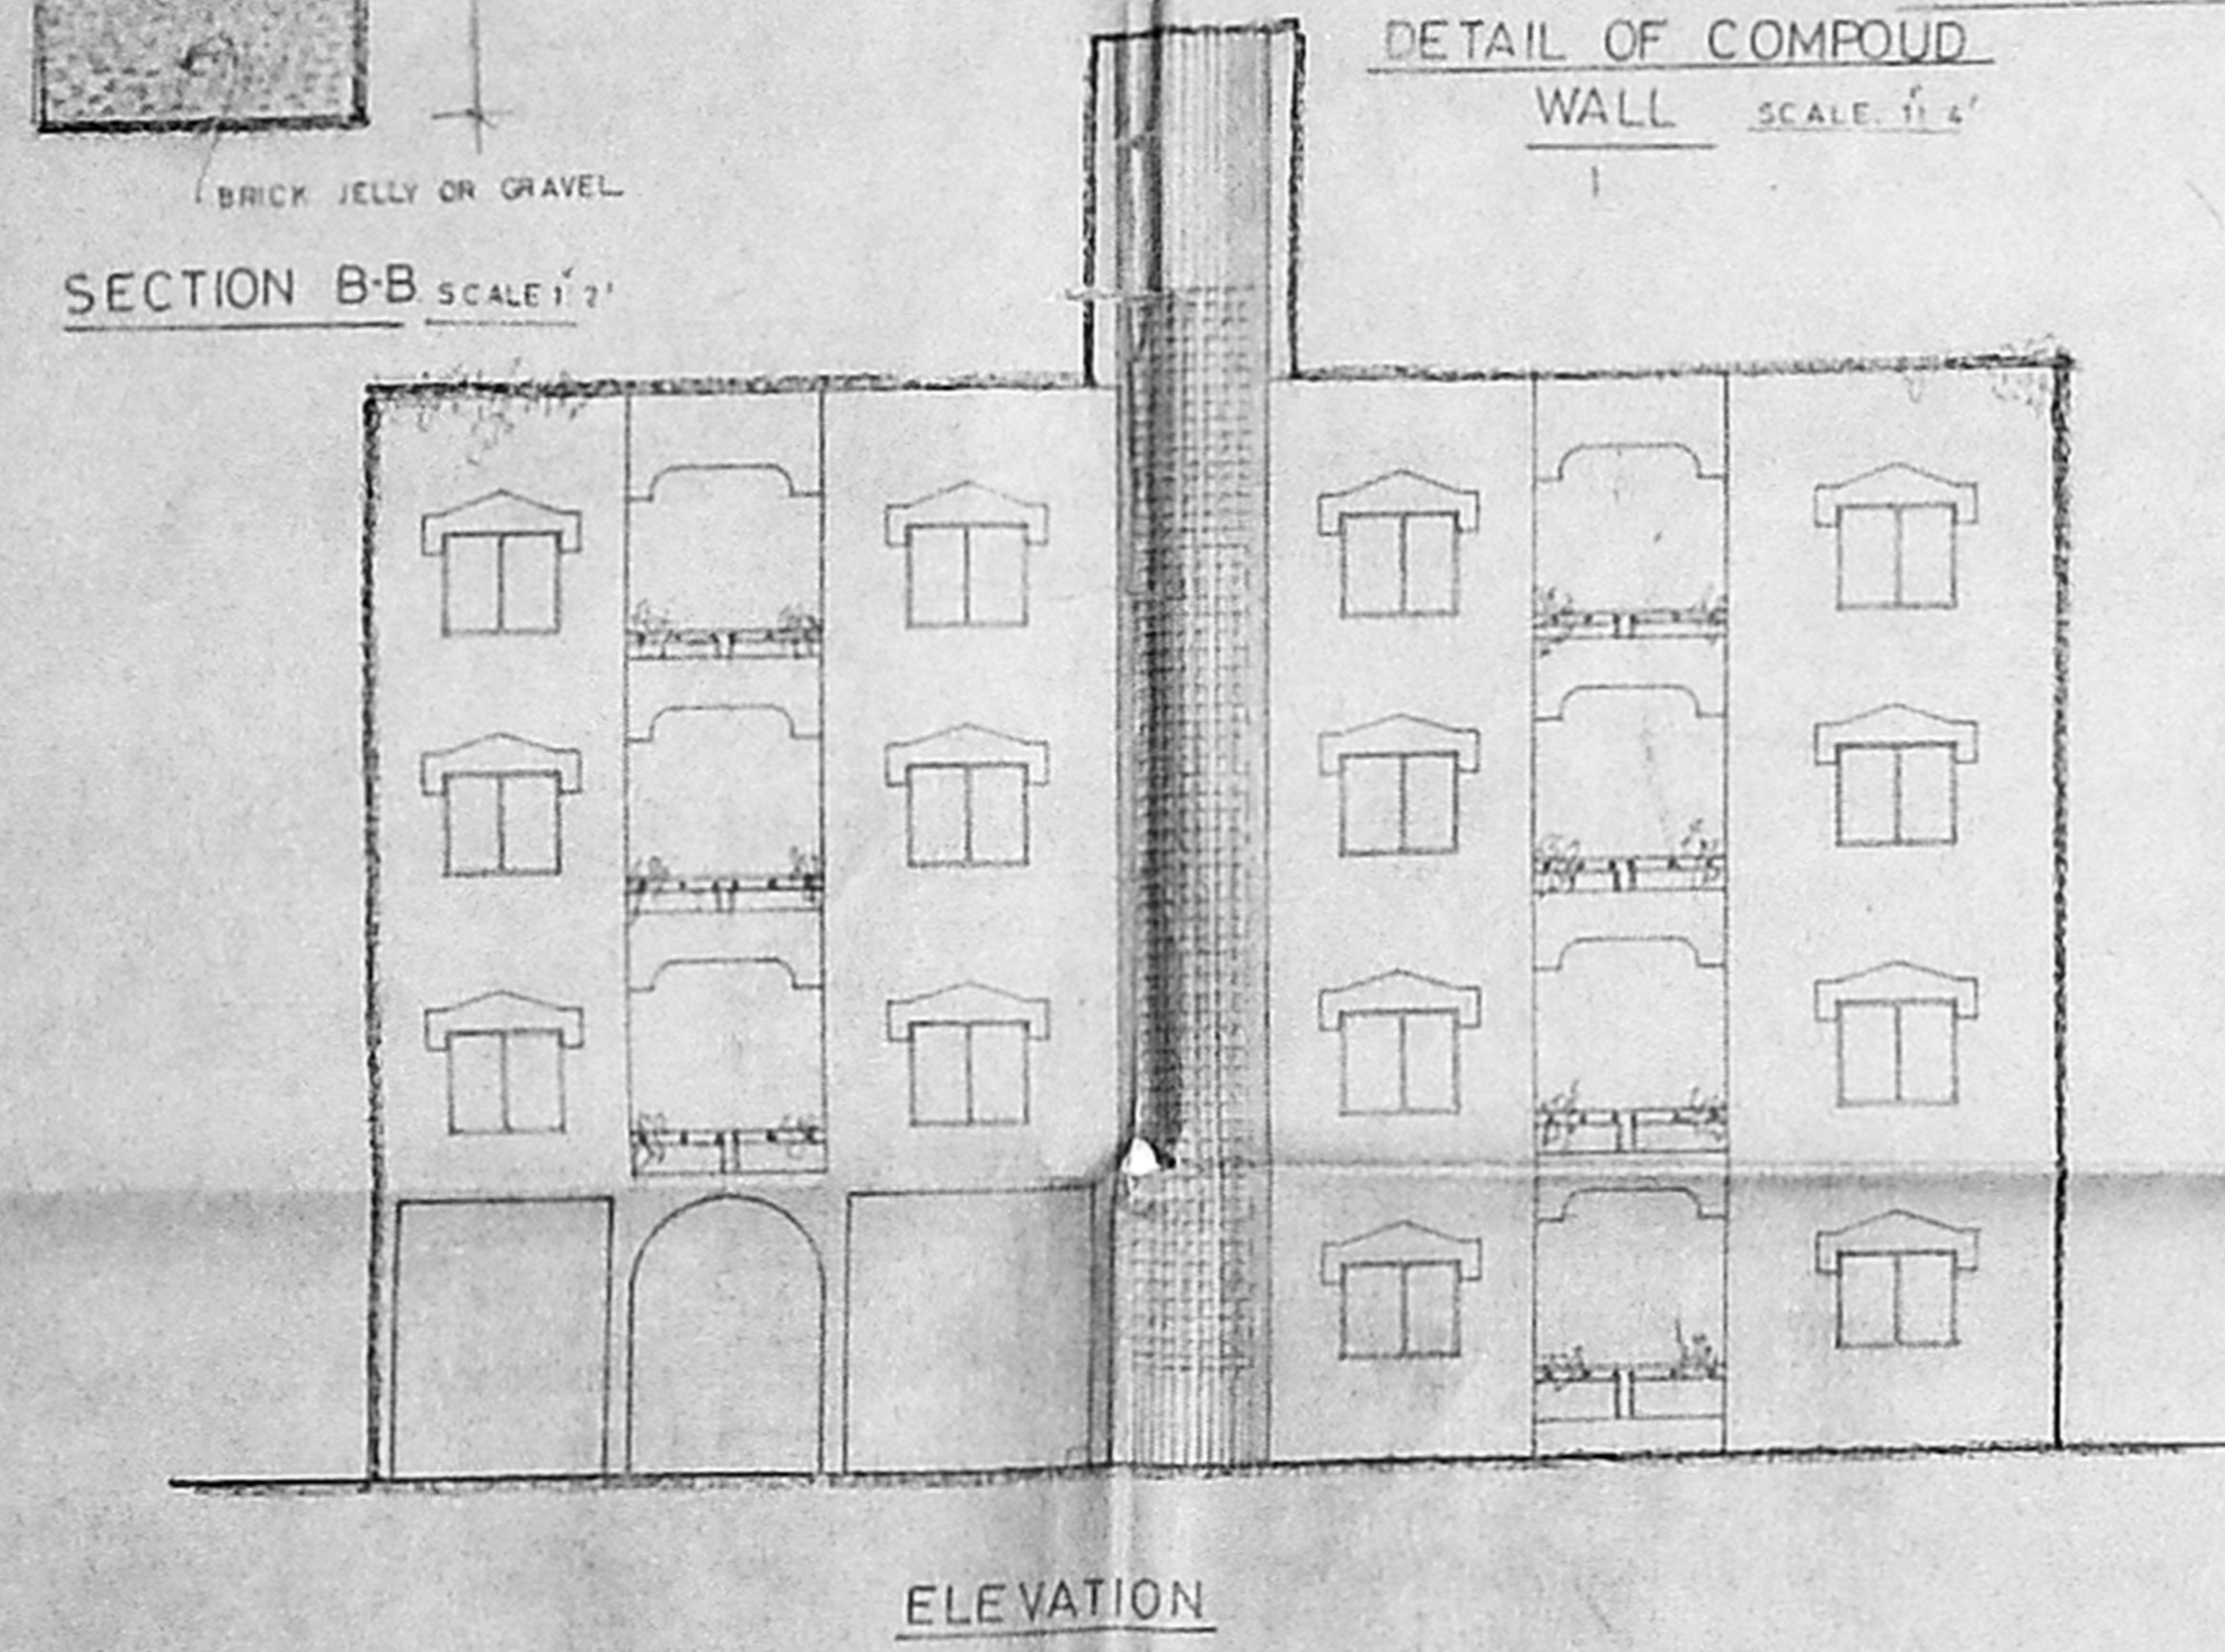 DETAIL OF COMPOUD
WALL SCALE. 1": 4'
BRICK JELLY OR GRAVEL
SECTION B-B SCALE 1": 2'
ELEVATION